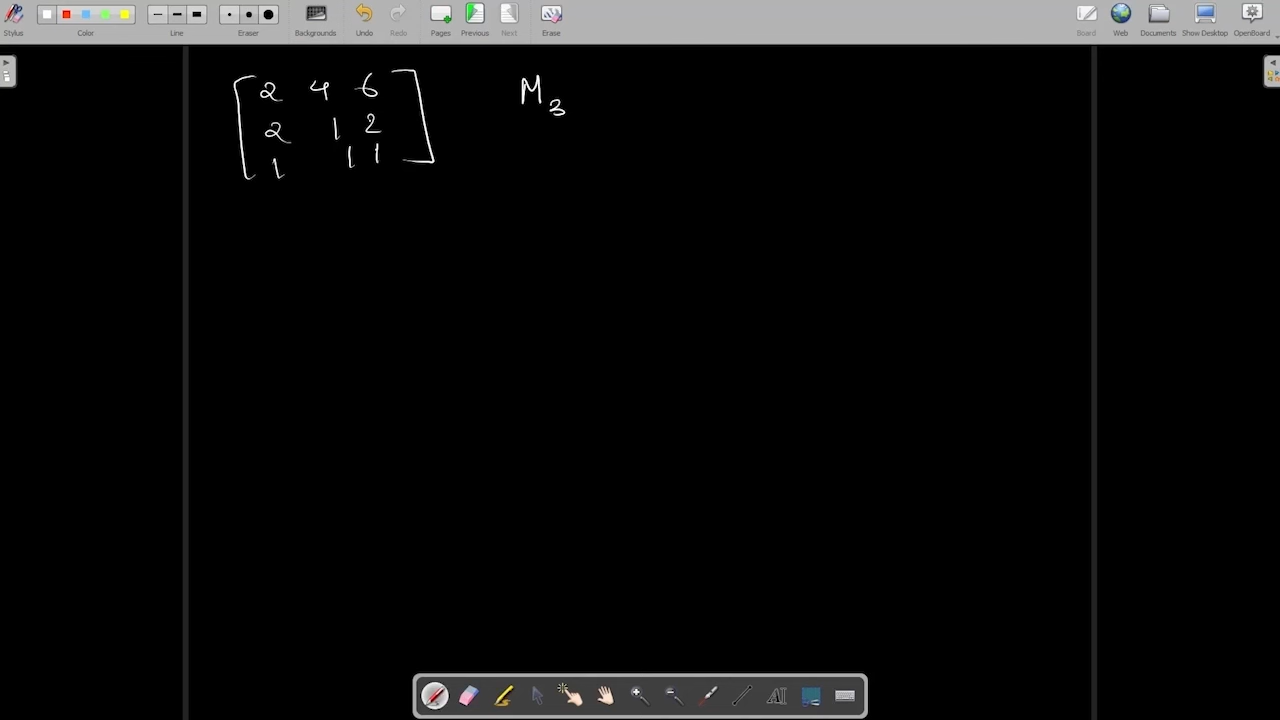 Stylus Color Line Eraser Backgrounds Undo Redo Pages Previous Next Erase Board Web Documents Show Desktop OpenBoard
2 4 6 M3
2 1 2
1 1 1
AI